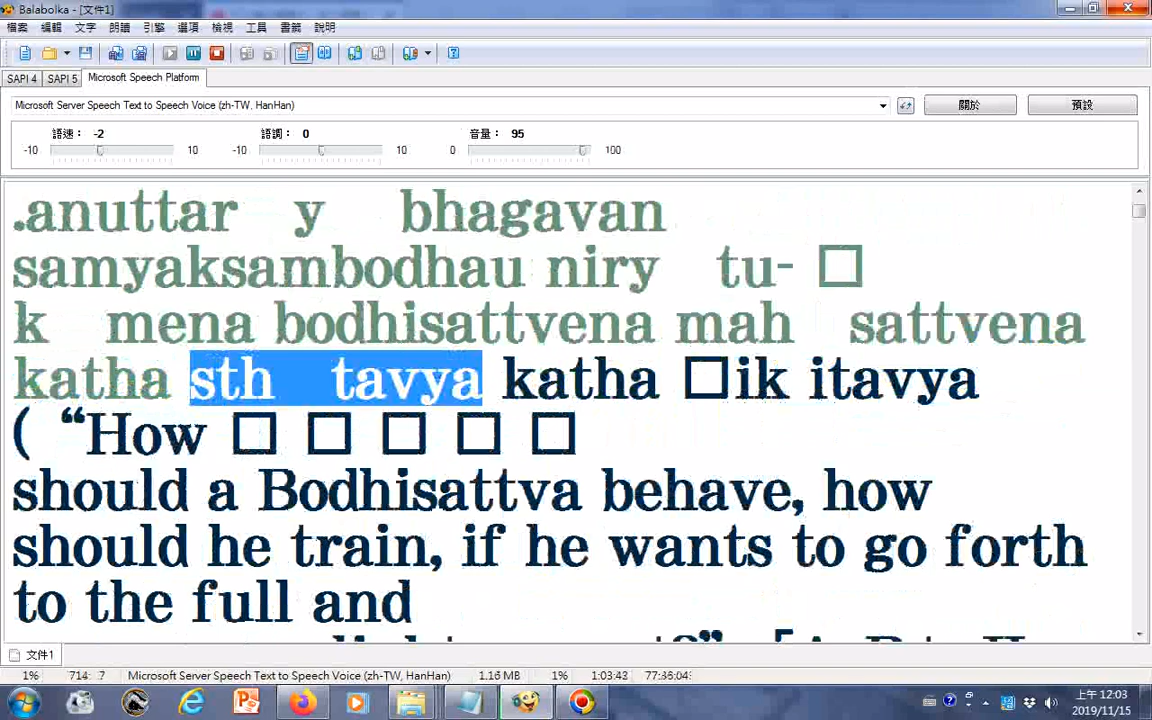 Balabolka - [文件1]
檔案 編輯 文字 朗讀 引擎 選項 檢視 工具 書籤 說明
SAPI 4 SAPI 5 Microsoft Speech Platform
Microsoft Server Speech Text to Speech Voice (zh-TW, HanHan) 關於 預設
語速： -2 語調： 0 音量： 95
-10 10 -10 10 0 100
.anuttar y bhagavan
samyaksambodhau niry tu- □
k mena bodhisattvena mah sattvena
katha sth tavya katha □ik itavya
( “How □ □ □ □ □
should a Bodhisattva behave, how
should he train, if he wants to go forth
to the full and
文件1
1% 714: Microsoft Server Speech Text to Speech Voice (zh-TW, HanHan) 1.16 MB 1% 1:03:43
上午 12:03
2019/11/15